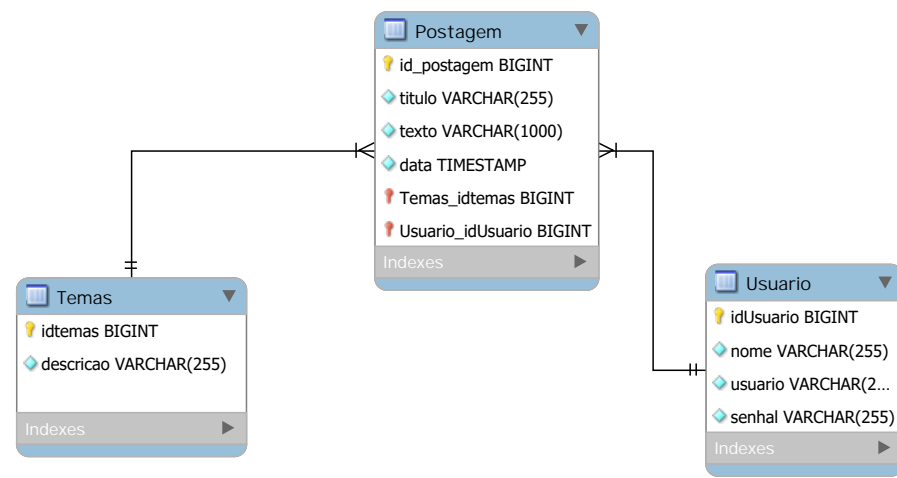 Postagem
id_postagem BIGINT
titulo VARCHAR(255)
texto VARCHAR(1000)
data TIMESTAMP
Temas_idtemas BIGINT
Usuario_idUsuario BIGINT
Indexes
Temas
idtemas BIGINT
descricao VARCHAR(255)
Indexes
Usuario
idUsuario BIGINT
nome VARCHAR(255)
usuario VARCHAR(2...
senhal VARCHAR(255)
Indexes